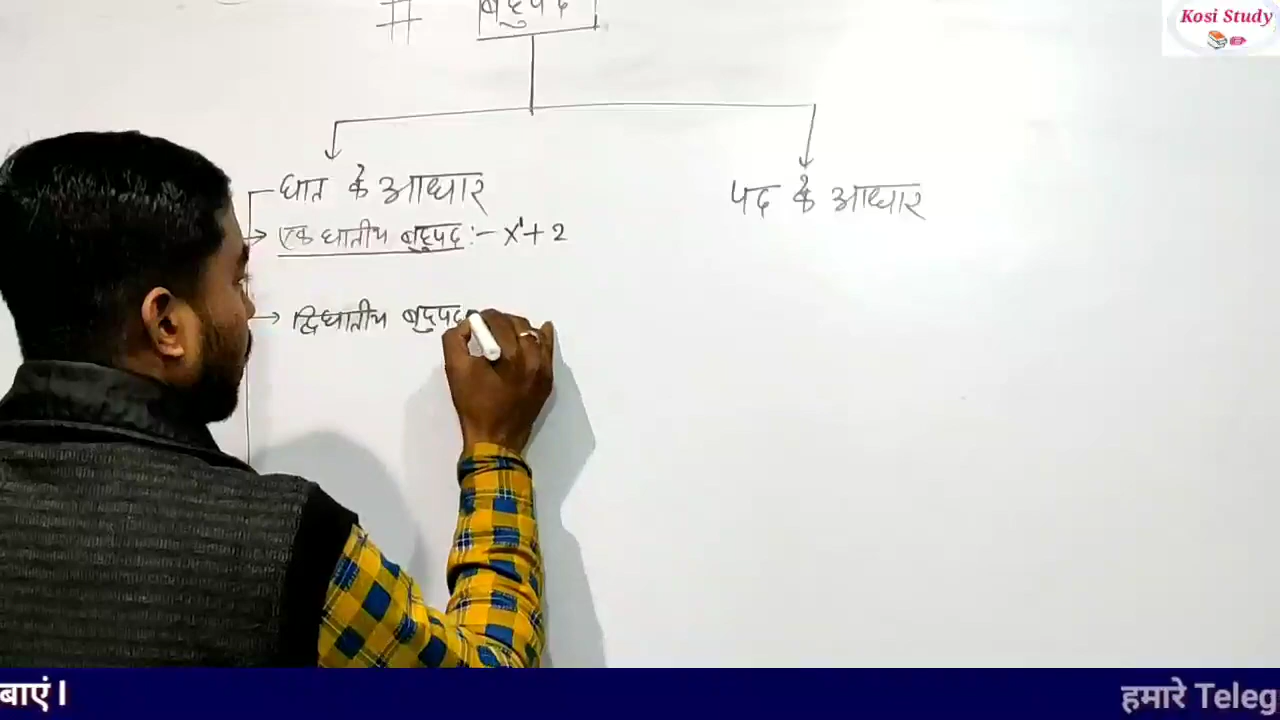 # बहुपद
Kosi Study
घात के आधार
पद के आधार
एक घातीय बहुपद :- x¹ + 2
द्विघातीय बहुपद
बाएं।
हमारे Teleg